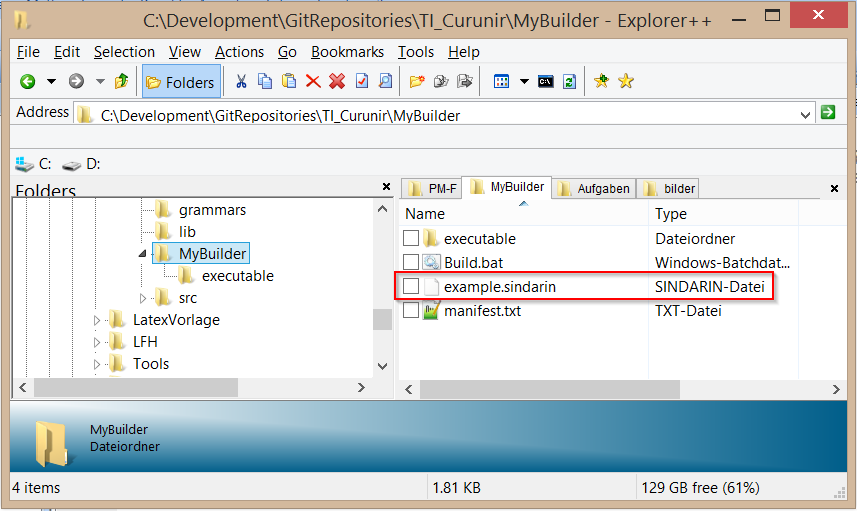 C:\Development\GitRepositories\TI_Curunir\MyBuilder - Explorer++
File Edit Selection View Actions Go Bookmarks Tools Help
Folders
Address C:\Development\GitRepositories\TI_Curunir\MyBuilder
C: D:
Folders
PM-F MyBuilder Aufgaben bilder
Name Type
grammars
lib
MyBuilder
executable
src
LatexVorlage
LFH
Tools
executable Dateiordner
Build.bat Windows-Batchdat...
example.sindarin SINDARIN-Datei
manifest.txt TXT-Datei
MyBuilder
Dateiordner
4 items 1.81 KB 129 GB free (61%)